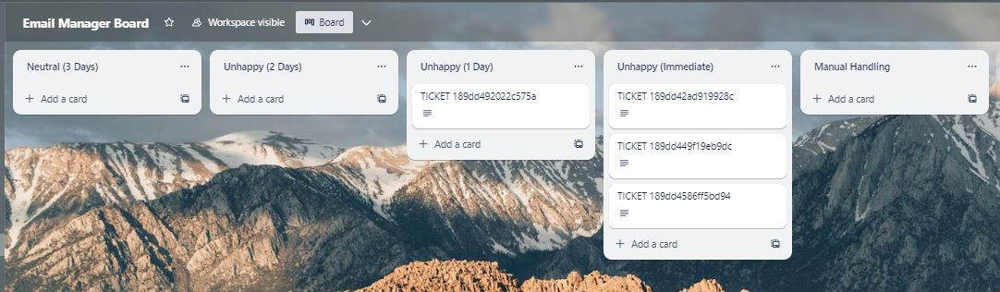 Email Manager Board Workspace visible Board
Neutral (3 Days)
Add a card
Unhappy (2 Days)
Add a card
Unhappy (1 Day)
TICKET 189dd492022c575a
Add a card
Unhappy (Immediate)
TICKET 189dd42ad919928c
TICKET 189dd449f19eb9dc
TICKET 189dd4586ff5bd94
Add a card
Manual Handling
Add a card